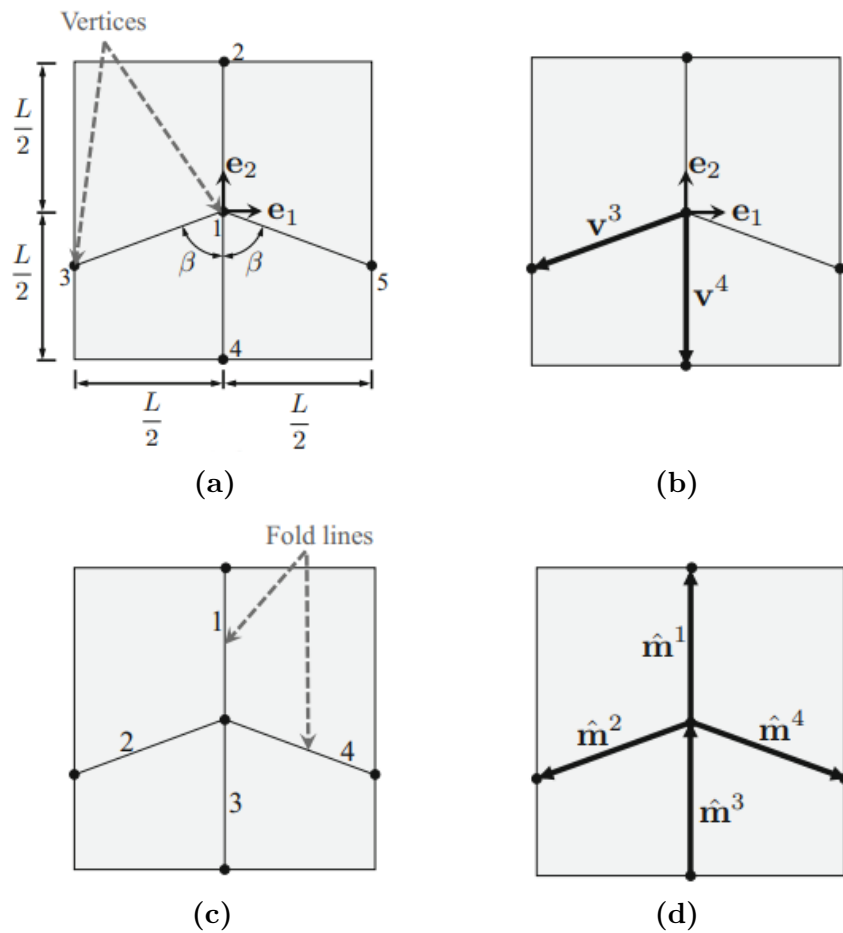 Vertices
2
L/2
e₂
e₁
1
L/2
β β
3
5
4
L/2 L/2
(a)
e₂
e₁
v³
v⁴
(b)
Fold lines
1
2
4
3
(c)
m̂¹
m̂²
m̂⁴
m̂³
(d)